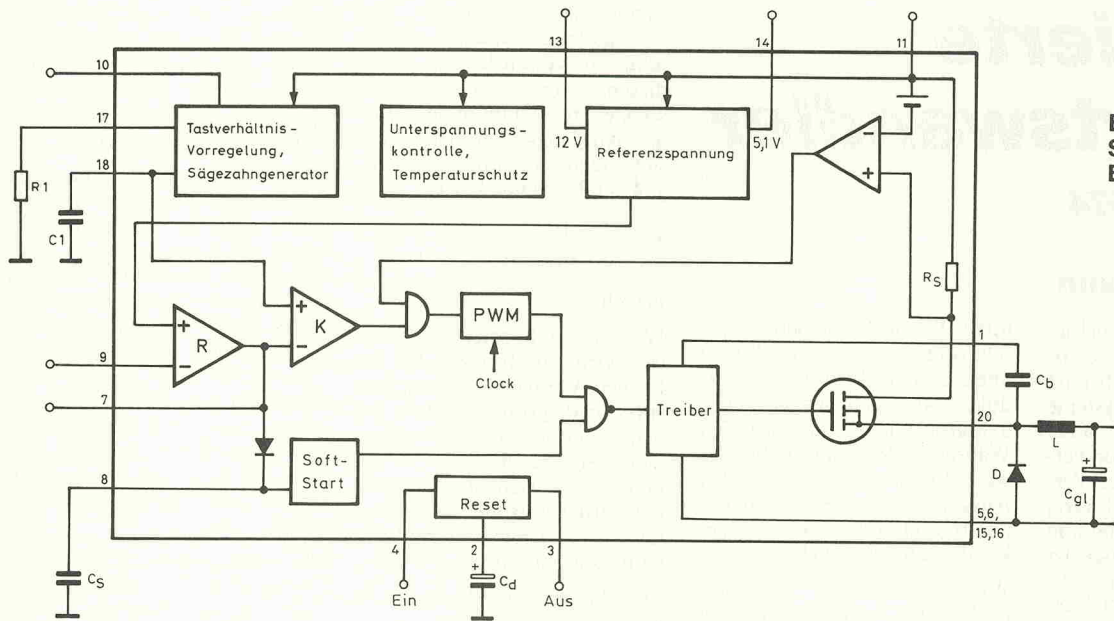 13
14
11
10
17
18
R1
C1
Tastverhältnis-
Vorregelung,
Sägezahngenerator
Unterspannungs-
kontrolle,
Temperaturschutz
12 V
Referenzspannung
5,1 V
-
+
RS
+
R
-
+
K
-
PWM
Clock
9
7
8
Soft-
Start
CS
Reset
4
2
3
+
Cd
Ein
Aus
Treiber
1
Cb
20
L
D
+
Cgl
5,6,
15,16